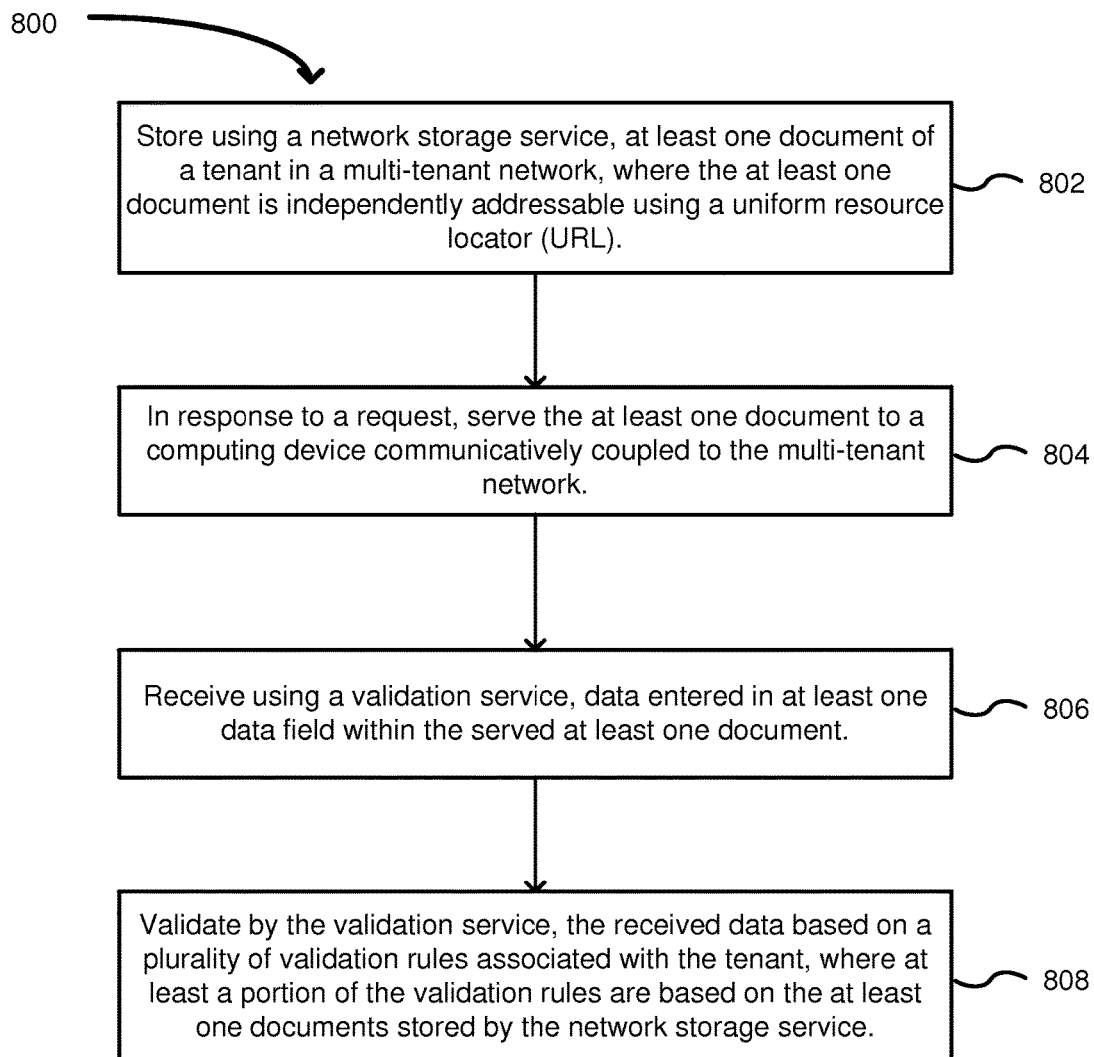 800
Store using a network storage service, at least one document of
a tenant in a multi-tenant network, where the at least one
document is independently addressable using a uniform resource
locator (URL).
802
In response to a request, serve the at least one document to a
computing device communicatively coupled to the multi-tenant
network.
804
Receive using a validation service, data entered in at least one
data field within the served at least one document.
806
Validate by the validation service, the received data based on a
plurality of validation rules associated with the tenant, where at
least a portion of the validation rules are based on the at least
one documents stored by the network storage service.
808